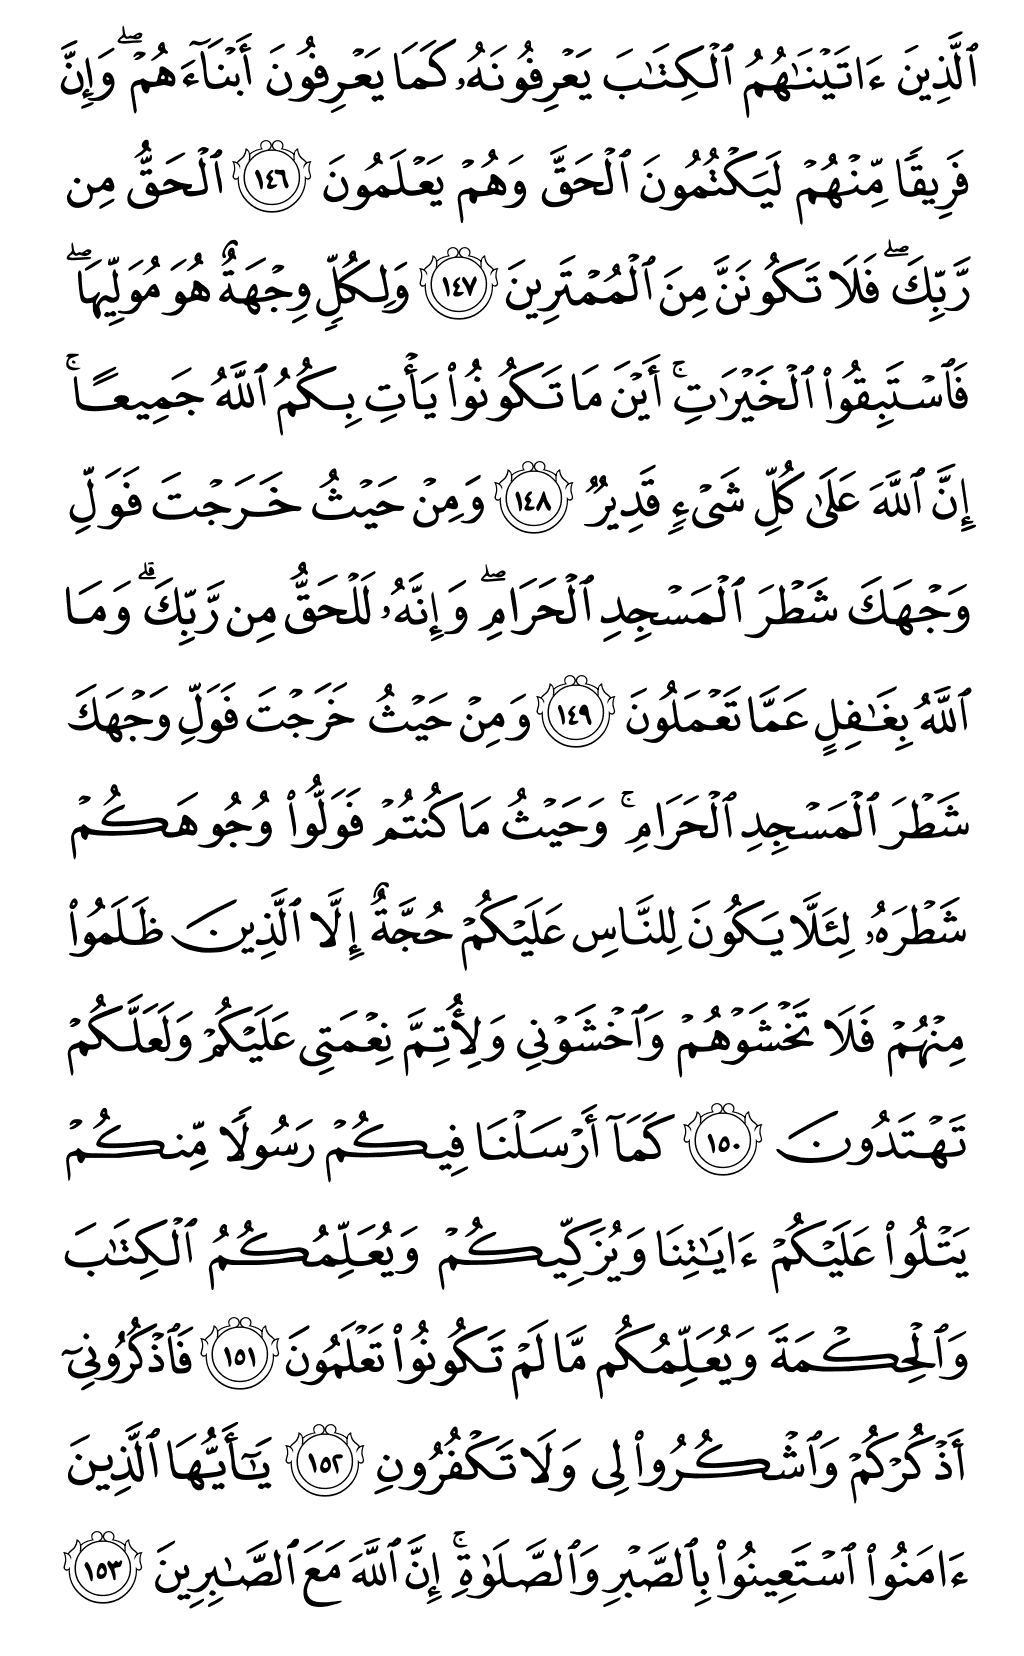 ٱلَّذِينَ ءَاتَيْنَـٰهُمُ ٱلْكِتَـٰبَ يَعْرِفُونَهُۥ كَمَا يَعْرِفُونَ أَبْنَآءَهُمْ ۖ وَإِنَّ
فَرِيقًا مِّنْهُمْ لَيَكْتُمُونَ ٱلْحَقَّ وَهُمْ يَعْلَمُونَ ١٤٦ ٱلْحَقُّ مِن
رَّبِّكَ ۖ فَلَا تَكُونَنَّ مِنَ ٱلْمُمْتَرِينَ ١٤٧ وَلِكُلٍّ وِجْهَةٌ هُوَ مُوَلِّيهَا ۖ
فَٱسْتَبِقُوا۟ ٱلْخَيْرَٰتِ ۚ أَيْنَ مَا تَكُونُوا۟ يَأْتِ بِكُمُ ٱللَّهُ جَمِيعًا ۚ
إِنَّ ٱللَّهَ عَلَىٰ كُلِّ شَىْءٍ قَدِيرٌ ١٤٨ وَمِنْ حَيْثُ خَرَجْتَ فَوَلِّ
وَجْهَكَ شَطْرَ ٱلْمَسْجِدِ ٱلْحَرَامِ ۖ وَإِنَّهُۥ لَلْحَقُّ مِن رَّبِّكَ ۗ وَمَا
ٱللَّهُ بِغَـٰفِلٍ عَمَّا تَعْمَلُونَ ١٤٩ وَمِنْ حَيْثُ خَرَجْتَ فَوَلِّ وَجْهَكَ
شَطْرَ ٱلْمَسْجِدِ ٱلْحَرَامِ ۚ وَحَيْثُ مَا كُنتُمْ فَوَلُّوا۟ وُجُوهَكُمْ
شَطْرَهُۥ لِئَلَّا يَكُونَ لِلنَّاسِ عَلَيْكُمْ حُجَّةٌ إِلَّا ٱلَّذِينَ ظَلَمُوا۟
مِنْهُمْ فَلَا تَخْشَوْهُمْ وَٱخْشَوْنِى وَلِأُتِمَّ نِعْمَتِى عَلَيْكُمْ وَلَعَلَّكُمْ
تَهْتَدُونَ ١٥٠ كَمَآ أَرْسَلْنَا فِيكُمْ رَسُولًا مِّنكُمْ
يَتْلُوا۟ عَلَيْكُمْ ءَايَـٰتِنَا وَيُزَكِّيكُمْ وَيُعَلِّمُكُمُ ٱلْكِتَـٰبَ
وَٱلْحِكْمَةَ وَيُعَلِّمُكُم مَّا لَمْ تَكُونُوا۟ تَعْلَمُونَ ١٥١ فَٱذْكُرُونِىٓ
أَذْكُرْكُمْ وَٱشْكُرُوا۟ لِى وَلَا تَكْفُرُونِ ١٥٢ يَـٰٓأَيُّهَا ٱلَّذِينَ
ءَامَنُوا۟ ٱسْتَعِينُوا۟ بِٱلصَّبْرِ وَٱلصَّلَوٰةِ ۚ إِنَّ ٱللَّهَ مَعَ ٱلصَّـٰبِرِينَ ١٥٣